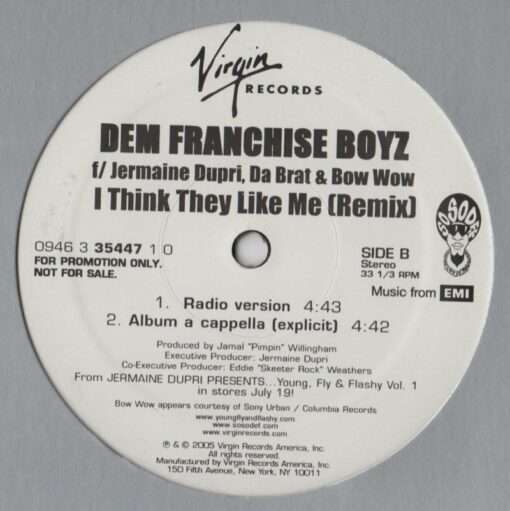 Virgin
RECORDS
DEM FRANCHISE BOYZ
f/ Jermaine Dupri, Da Brat & Bow Wow
I Think They Like Me (Remix)
SO SO DEF
0946 3 35447 1 0
FOR PROMOTION ONLY.
NOT FOR SALE.
SIDE B
Stereo
33 1/3 RPM
Music from EMI
1. Radio version 4:43
2. Album a cappella (explicit) 4:42
Produced by Jamal "Pimpin" Willingham
Executive Producer: Jermaine Dupri
Co-Executive Producer: Eddie "Skeeter Rock" Weathers
From JERMAINE DUPRI PRESENTS...Young, Fly & Flashy Vol. 1
in stores July 19!
Bow Wow appears courtesy of Sony Urban / Columbia Records
www.youngflyandflashy.com
www.sosodef.com
www.virginrecords.com
℗ & © 2005 Virgin Records America, Inc.
All rights reserved.
Manufactured by Virgin Records America, Inc.
150 Fifth Avenue, New York, NY 10011